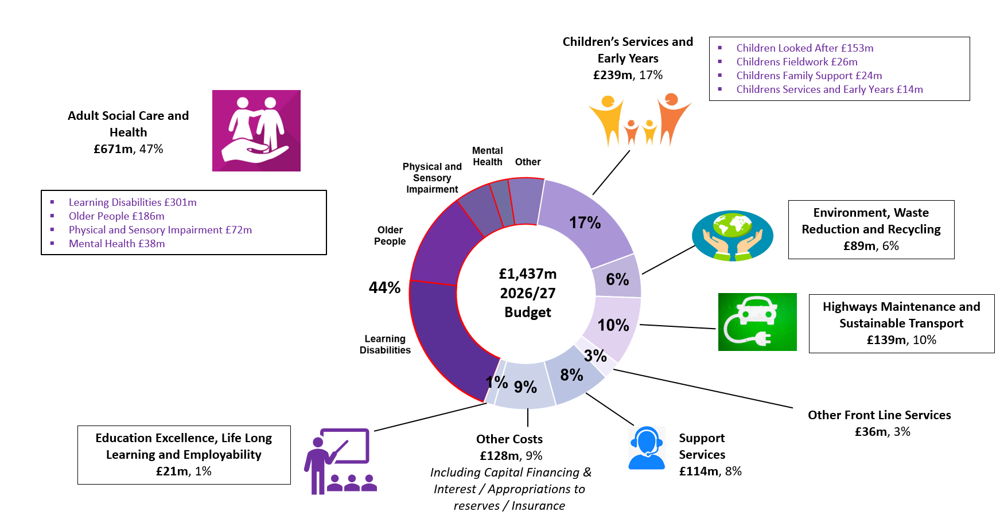 Children's Services and
Early Years
£239m, 17%
▪ Children Looked After £153m
▪ Childrens Fieldwork £26m
▪ Childrens Family Support £24m
▪ Childrens Services and Early Years £14m
Adult Social Care and
Health
£671m, 47%
▪ Learning Disabilities £301m
▪ Older People £186m
▪ Physical and Sensory Impairment £72m
▪ Mental Health £38m
Mental
Health
Other
Physical and
Sensory
Impairment
Older
People
44%
Learning
Disabilities
17%
6%
10%
3%
8%
9%
1%
£1,437m
2026/27
Budget
Environment, Waste
Reduction and Recycling
£89m, 6%
Highways Maintenance and
Sustainable Transport
£139m, 10%
Other Front Line Services
£36m, 3%
Support
Services
£114m, 8%
Other Costs
£128m, 9%
Including Capital Financing &
Interest / Appropriations to
reserves / Insurance
Education Excellence, Life Long
Learning and Employability
£21m, 1%